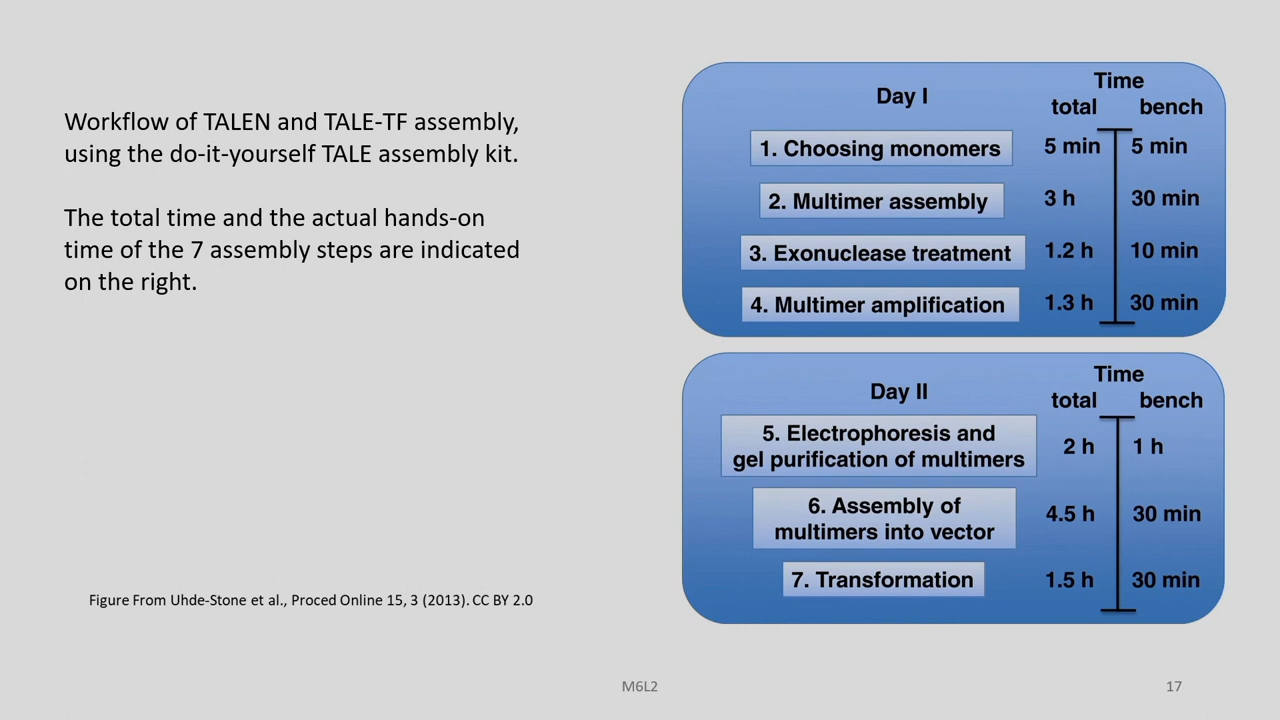 Workflow of TALEN and TALE-TF assembly,
using the do-it-yourself TALE assembly kit.
The total time and the actual hands-on
time of the 7 assembly steps are indicated
on the right.
Figure From Uhde-Stone et al., Proced Online 15, 3 (2013). CC BY 2.0
Day I
Time
total bench
1. Choosing monomers 5 min 5 min
2. Multimer assembly 3 h 30 min
3. Exonuclease treatment 1.2 h 10 min
4. Multimer amplification 1.3 h 30 min
Day II
Time
total bench
5. Electrophoresis and
gel purification of multimers 2 h 1 h
6. Assembly of
multimers into vector 4.5 h 30 min
7. Transformation 1.5 h 30 min
M6L2
17